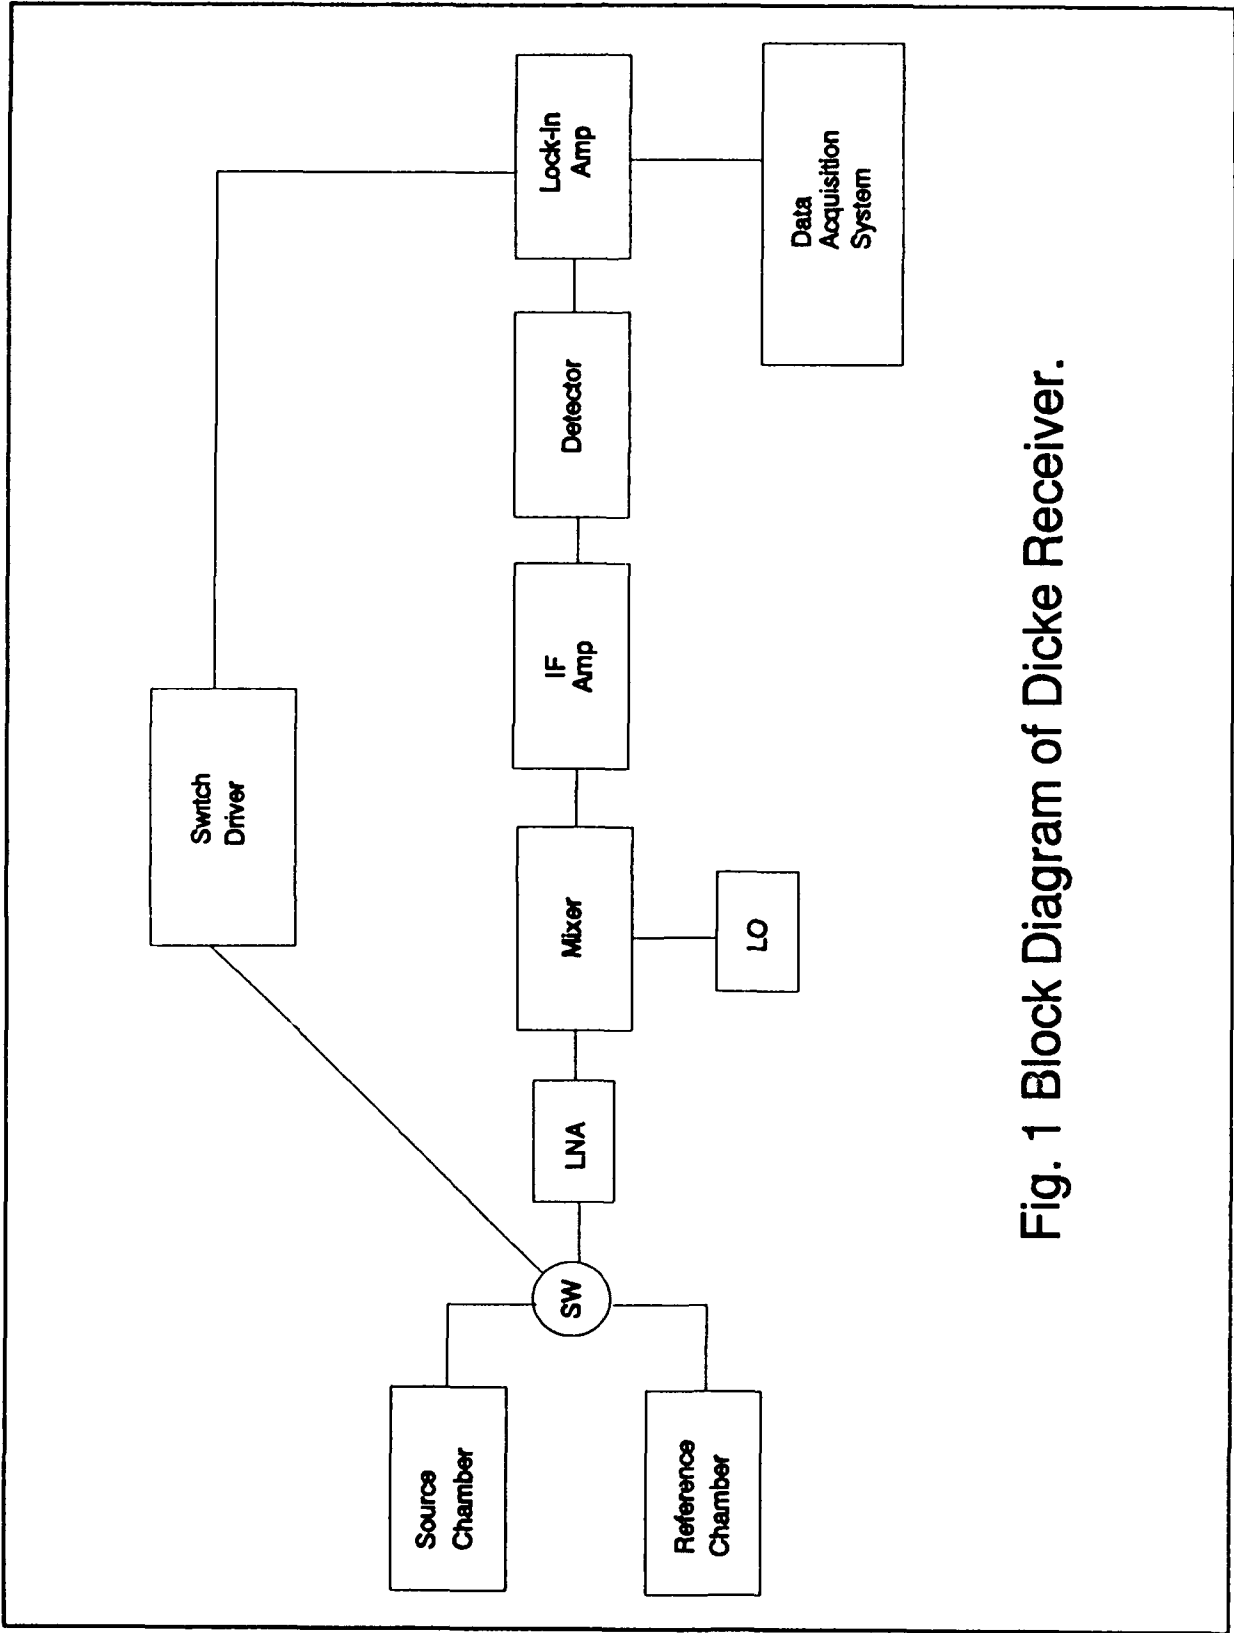 Switch
Driver
Source
Chamber
Reference
Chamber
SW
LNA
Mixer
LO
IF
Amp
Detector
Lock-In
Amp
Data
Acquisition
System
Fig. 1 Block Diagram of Dicke Receiver.